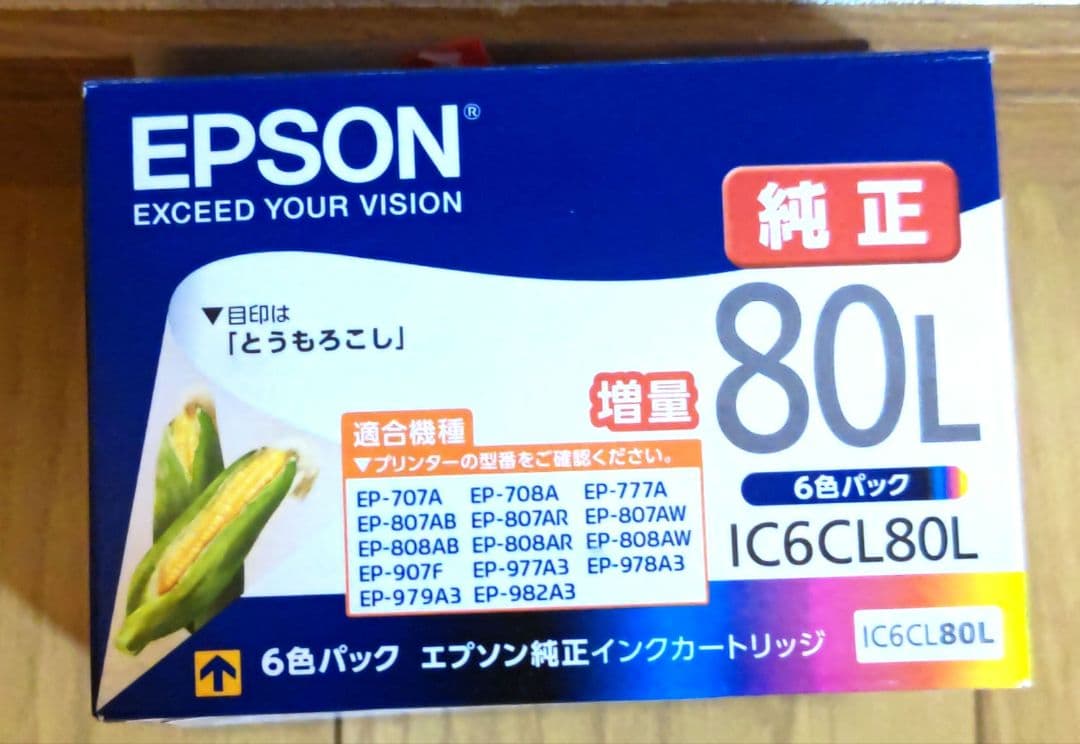 EPSON®
EXCEED YOUR VISION
純正
▼目印は
「とうもろこし」
80L
増量
適合機種
▼プリンターの型番をご確認ください。
EP-707A EP-708A EP-777A
EP-807AB EP-807AR EP-807AW
EP-808AB EP-808AR EP-808AW
EP-907F EP-977A3 EP-978A3
EP-979A3 EP-982A3
6色パック
IC6CL80L
6色パック エプソン純正インクカートリッジ
IC6CL80L